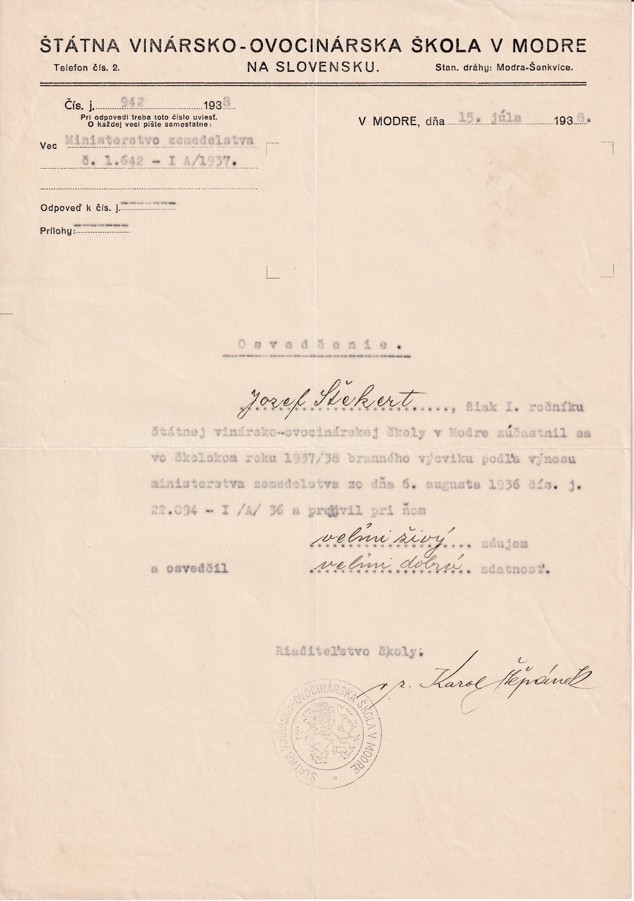 ŠTÁTNA VINÁRSKO-OVOCINÁRSKA ŠKOLA V MODRE
Telefon čís. 2. NA SLOVENSKU. Stan. dráhy: Modra-Šenkvice.
Čís. j. 942 1938
Pri odpovedi treba toto číslo uviesť.
O každej veci píšte samostatne:
V MODRE, dňa 15. júla 1938.
Vec Ministerstvo zemedelstva
č. 1.642 - I A/1937.
Odpoveď k čís. j.
Prílohy:
Osvedčenie.
Jozef Štekert, žiak I. ročníku
štátnej vinársko-ovocinárskej školy v Modre zúčastnil sa
vo školskom roku 1937/38 branného výcviku podľa výnosu
ministerstva zemedelstva zo dňa 6. augusta 1936 čís. j.
22.094 - I /A/ 36 a prejavil pri ňom
veľmi živý záujem
a osvedčil veľmi dobrú zdatnosť.
Riaditeľstvo školy:
Karol Štěpánek
ŠTÁTNA VINÁRSKO-OVOCINÁRSKA ŠKOLA V MODRE